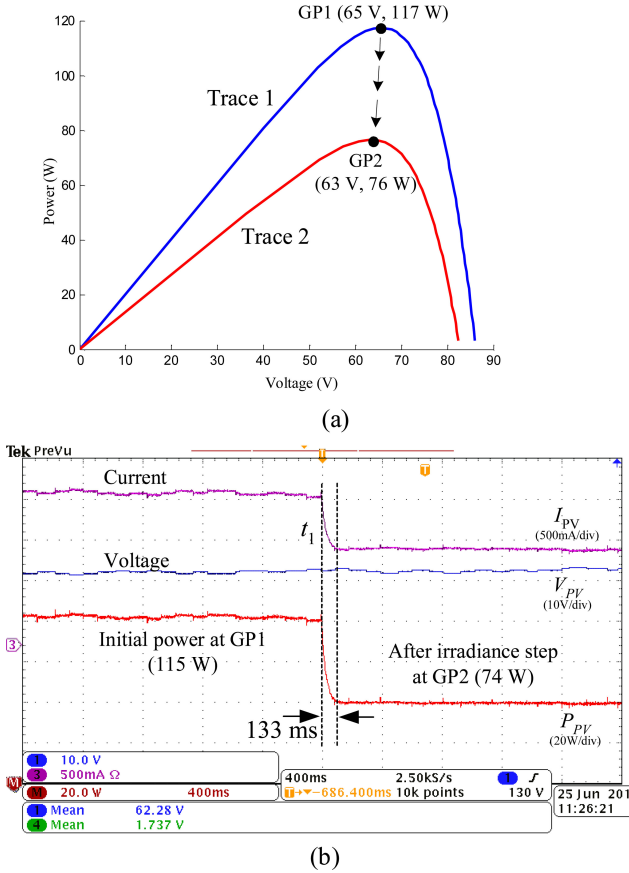 GP1 (65 V, 117 W)
120
100
80
60
40
20
0
Power (W)
Trace 1
GP2
(63 V, 76 W)
Trace 2
0 10 20 30 40 50 60 70 80 90
Voltage (V)
(a)
Tek PreVu
T
T
Current
I PV
(500mA/div)
t1
Voltage
V PV
(10V/div)
3
Initial power at GP1
(115 W)
After irradiance step
at GP2 (74 W)
133 ms
P PV
(20W/div)
M
1 10.0 V
3 500mA Ω
M 20.0 W 400ms
400ms 2.50kS/s 1
T→▼−686.400ms 10k points 130 V
1 Mean 62.28 V
4 Mean 1.737 V
25 Jun 201
11:26:21
(b)